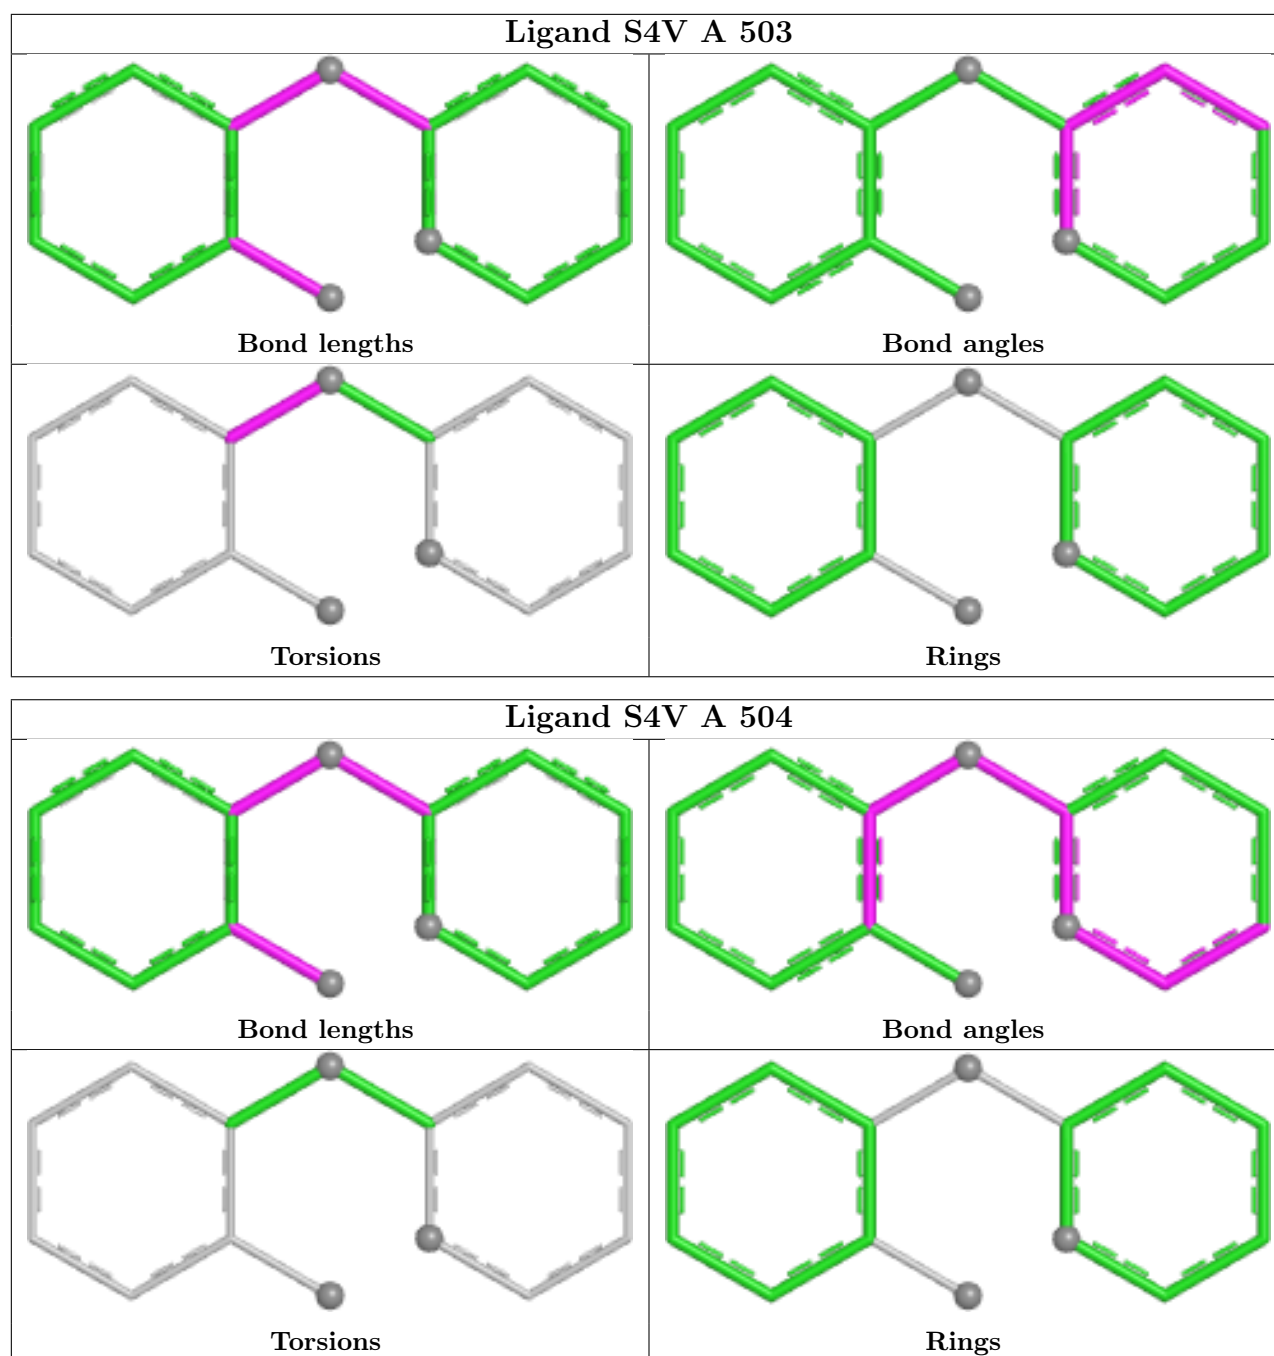 Ligand S4V A 503
Bond lengths
Bond angles
Torsions
Rings
Ligand S4V A 504
Bond lengths
Bond angles
Torsions
Rings